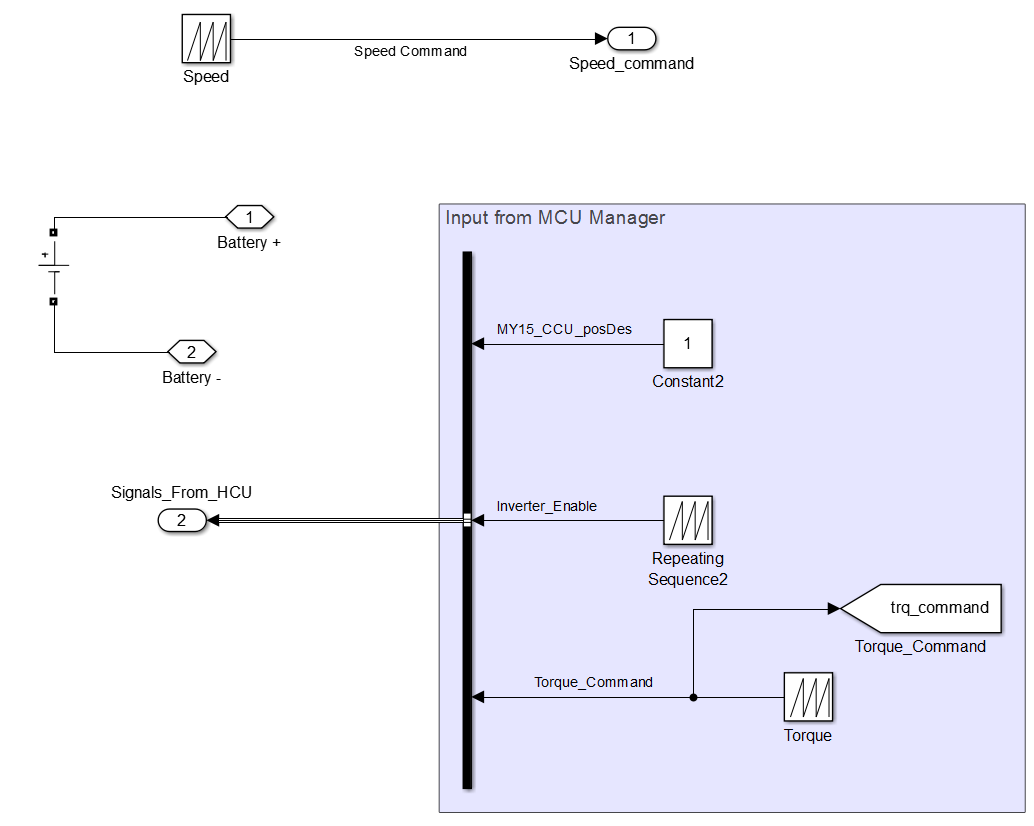 Speed
Speed Command
1
Speed_command
1
Battery +
+
2
Battery -
Input from MCU Manager
MY15_CCU_posDes
1
Constant2
Signals_From_HCU
2
Inverter_Enable
Repeating
Sequence2
trq_command
Torque_Command
Torque_Command
Torque